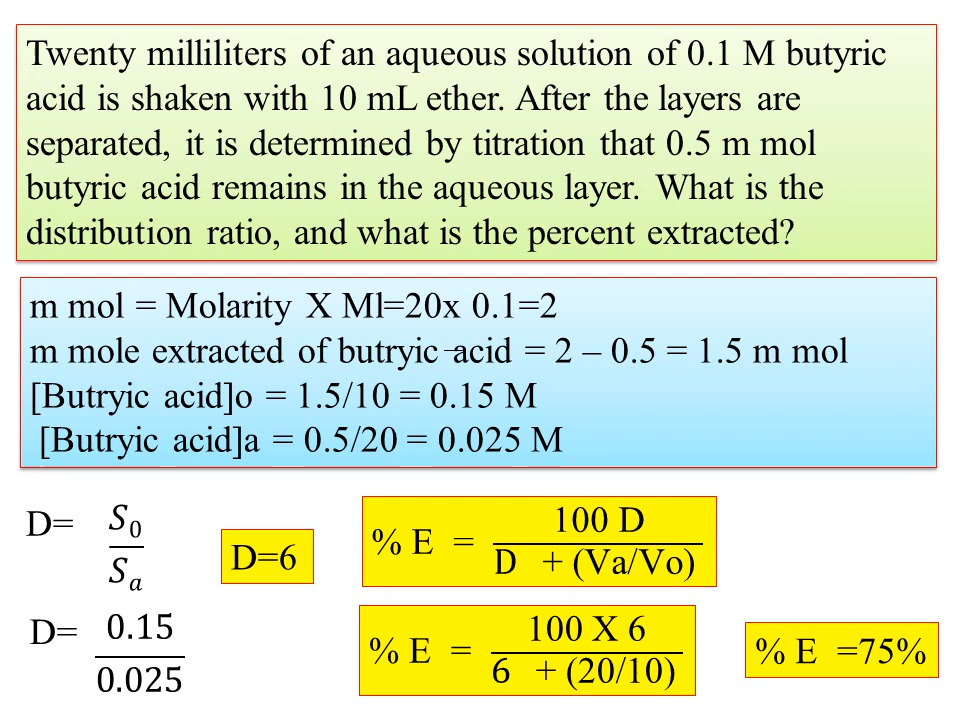 Twenty milliliters of an aqueous solution of 0.1 M butyric
acid is shaken with 10 mL ether. After the layers are
separated, it is determined by titration that 0.5 m mol
butyric acid remains in the aqueous layer. What is the
distribution ratio, and what is the percent extracted?
m mol = Molarity X Ml=20x 0.1=2
m mole extracted of butryic acid = 2 – 0.5 = 1.5 m mol
[Butryic acid]o = 1.5/10 = 0.15 M
[Butryic acid]a = 0.5/20 = 0.025 M
D= 𝑆0
𝑆𝑎
D=6
% E = 100 D
D + (Va/Vo)
D= 0.15
0.025
% E = 100 X 6
6 + (20/10)
% E =75%